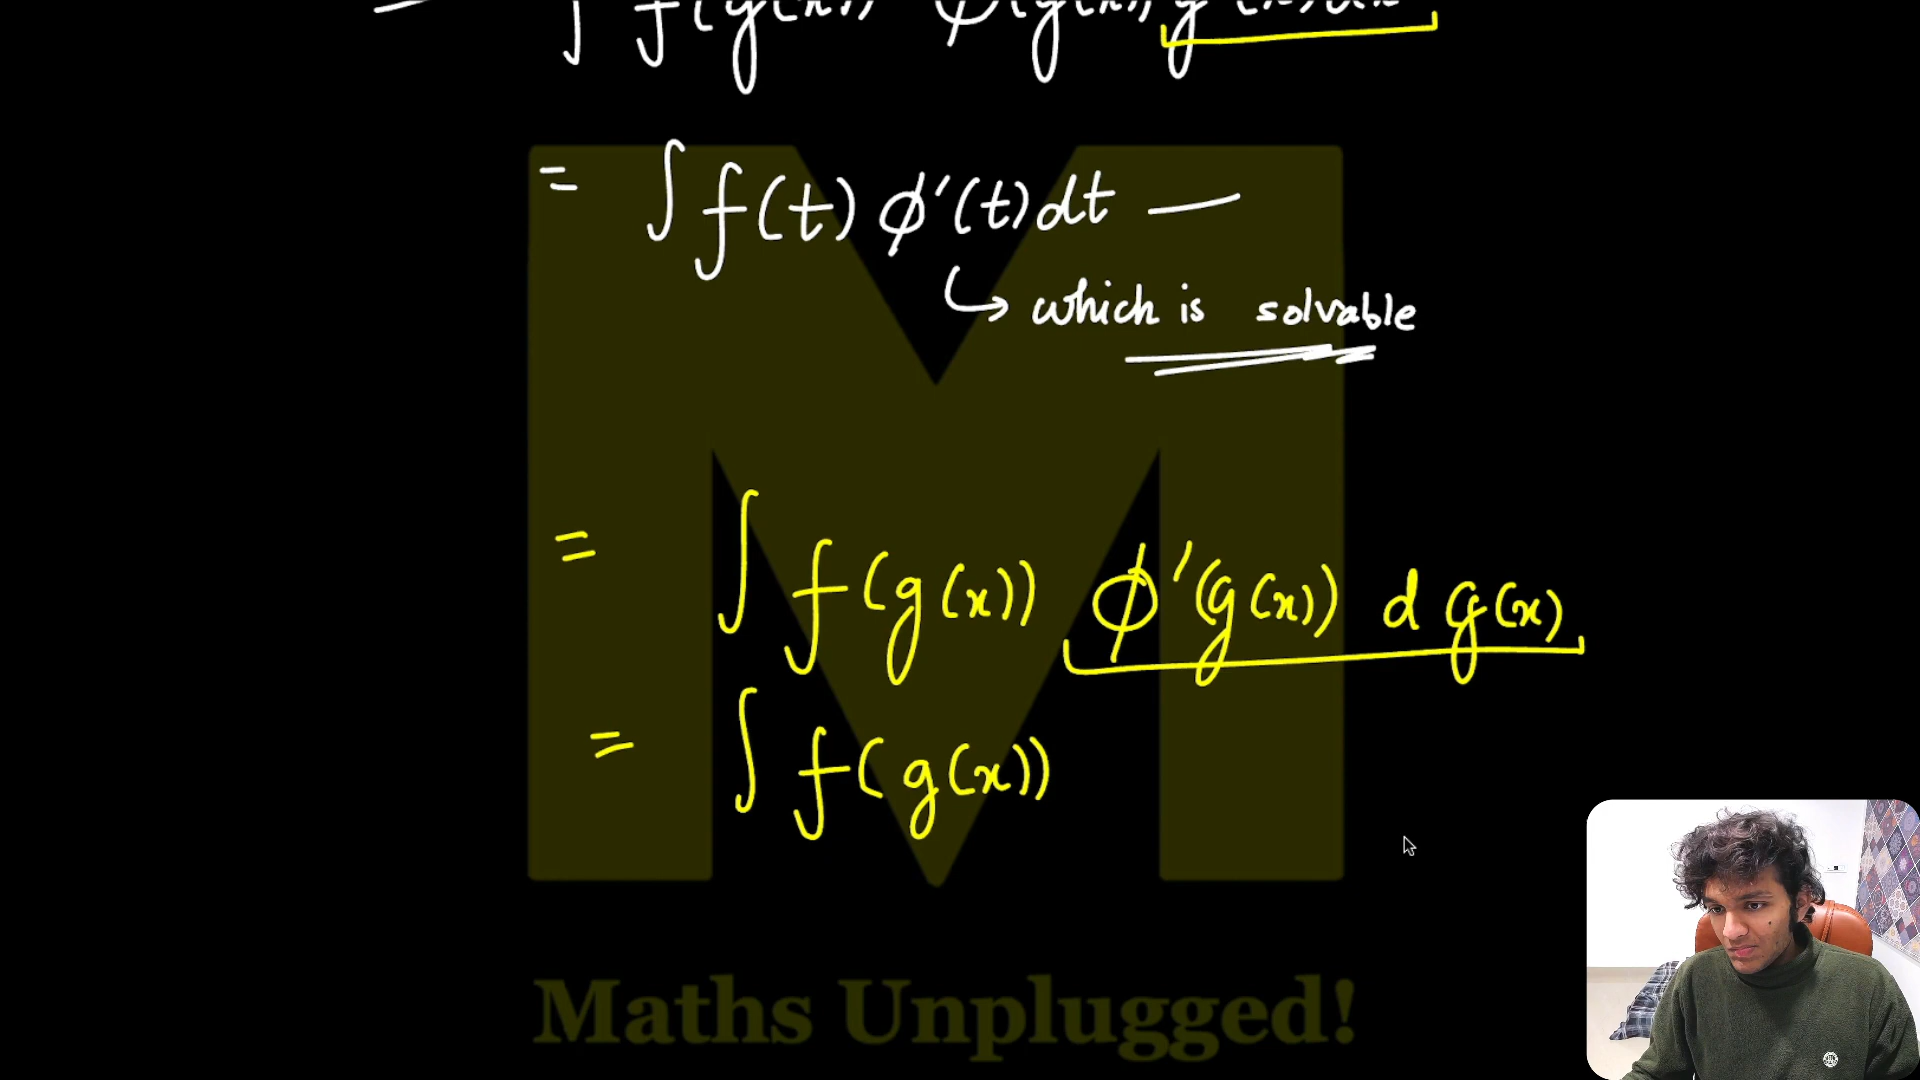 = ∫ f(t) ϕ'(t) dt —
↳ which is solvable
= ∫ f(g(x)) ϕ'(g(x)) d g(x)
= ∫ f(g(x))
Maths Unplugged!